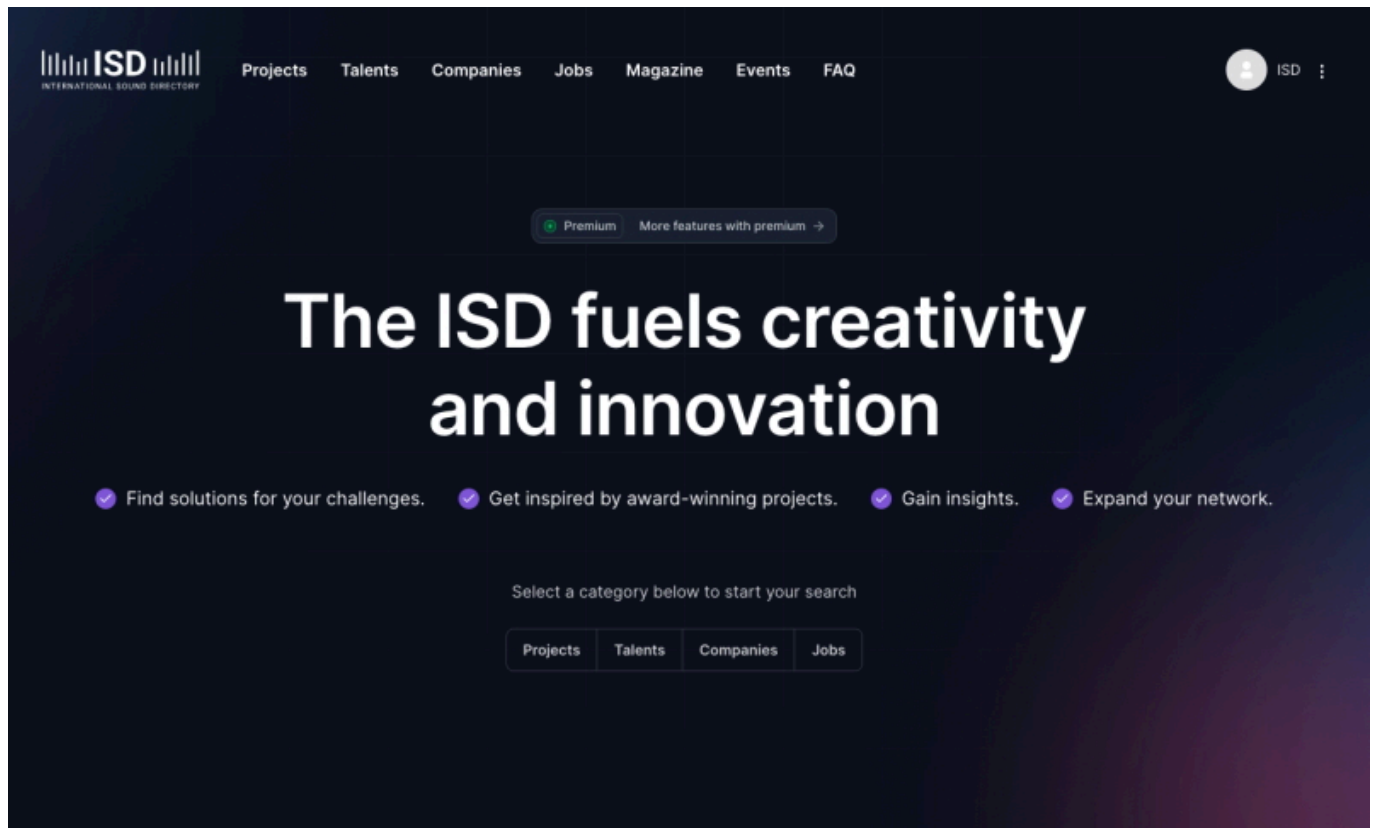 ISD
INTERNATIONAL SOUND DIRECTORY
Projects Talents Companies Jobs Magazine Events FAQ
ISD
Premium More features with premium →
The ISD fuels creativity
and innovation
Find solutions for your challenges. Get inspired by award-winning projects. Gain insights. Expand your network.
Select a category below to start your search
Projects Talents Companies Jobs